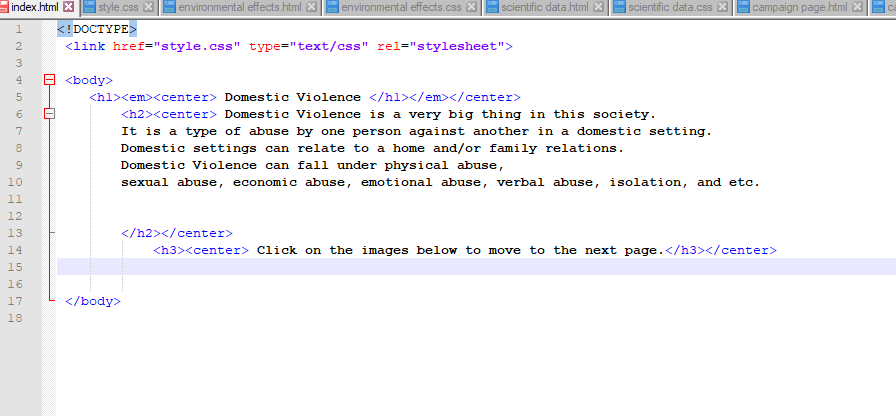 index.html style.css environmental effects.html environmental effects.css scientific data.html scientific data.css campaign page.html ca
1 <!DOCTYPE>
2 <link href="style.css" type="text/css" rel="stylesheet">
3
4 <body>
5 <h1><em><center> Domestic Violence </h1></em></center>
6 <h2><center> Domestic Violence is a very big thing in this society.
7 It is a type of abuse by one person against another in a domestic setting.
8 Domestic settings can relate to a home and/or family relations.
9 Domestic Violence can fall under physical abuse,
10 sexual abuse, economic abuse, emotional abuse, verbal abuse, isolation, and etc.
11
12
13 </h2></center>
14 <h3><center> Click on the images below to move to the next page.</h3></center>
15
16
17 </body>
18